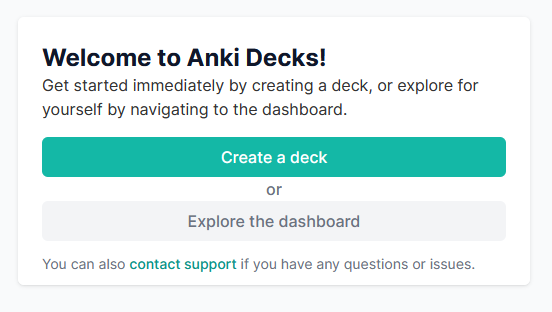 Welcome to Anki Decks!
Get started immediately by creating a deck, or explore for
yourself by navigating to the dashboard.
Create a deck
or
Explore the dashboard
You can also contact support if you have any questions or issues.